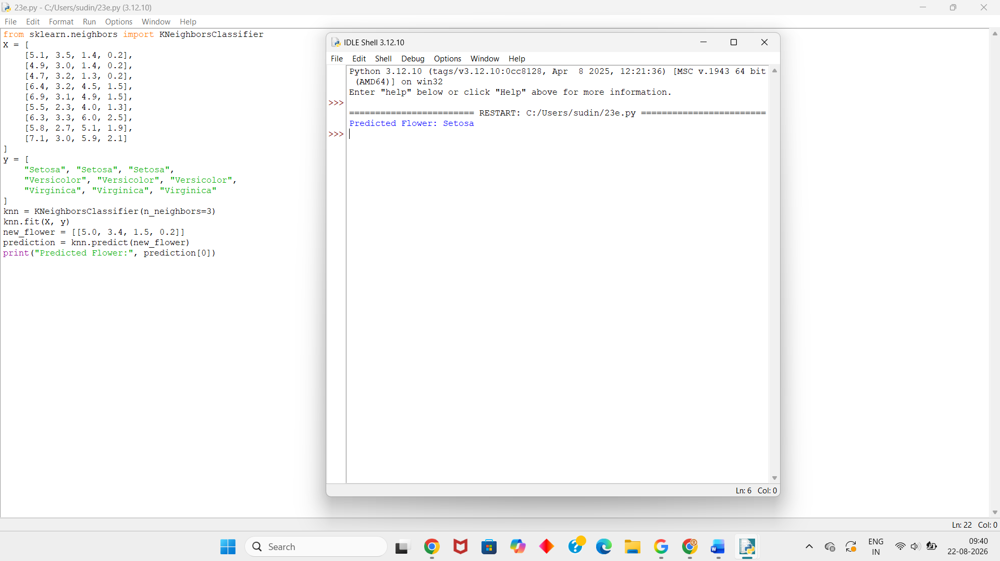 23e.py - C:/Users/sudin/23e.py (3.12.10)
File Edit Format Run Options Window Help
from sklearn.neighbors import KNeighborsClassifier
X = [
    [5.1, 3.5, 1.4, 0.2],
    [4.9, 3.0, 1.4, 0.2],
    [4.7, 3.2, 1.3, 0.2],
    [6.4, 3.2, 4.5, 1.5],
    [6.9, 3.1, 4.9, 1.5],
    [5.5, 2.3, 4.0, 1.3],
    [6.3, 3.3, 6.0, 2.5],
    [5.8, 2.7, 5.1, 1.9],
    [7.1, 3.0, 5.9, 2.1]
]
y = [
    "Setosa", "Setosa", "Setosa",
    "Versicolor", "Versicolor", "Versicolor",
    "Virginica", "Virginica", "Virginica"
]
knn = KNeighborsClassifier(n_neighbors=3)
knn.fit(X, y)
new_flower = [[5.0, 3.4, 1.5, 0.2]]
prediction = knn.predict(new_flower)
print("Predicted Flower:", prediction[0])
IDLE Shell 3.12.10
File Edit Shell Debug Options Window Help
Python 3.12.10 (tags/v3.12.10:0cc8128, Apr  8 2025, 12:21:36) [MSC v.1943 64 bit
 (AMD64)] on win32
Enter "help" below or click "Help" above for more information.
>>>
======================== RESTART: C:/Users/sudin/23e.py ========================
Predicted Flower: Setosa
>>>
Ln: 6 Col: 0
Ln: 22 Col: 0
Search
ENG
IN
09:40
22-08-2026